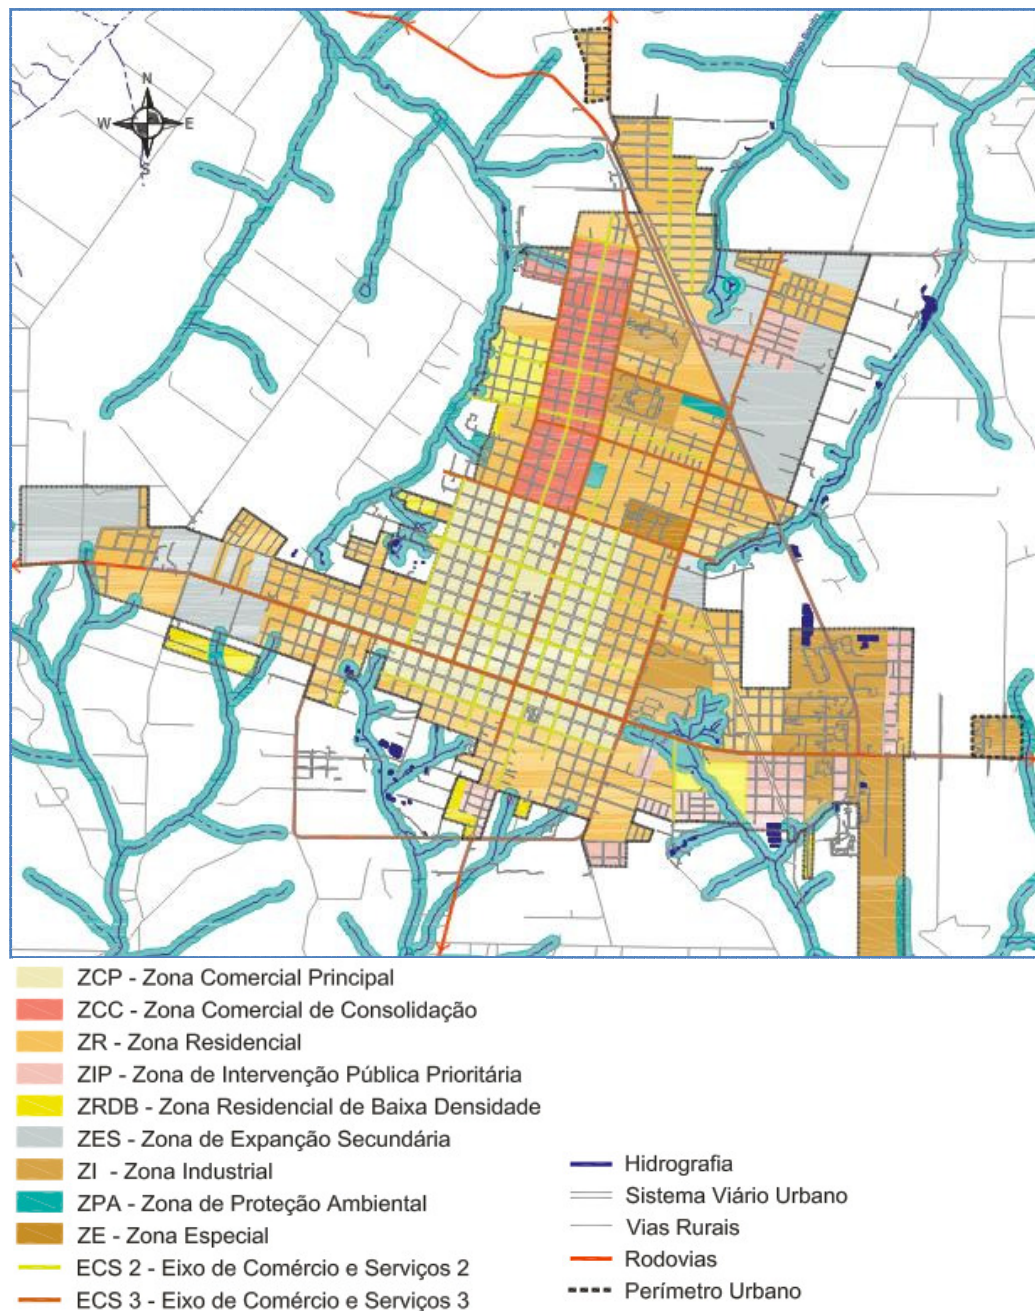 Córrego Bonito
N
W
E
S
ZCP - Zona Comercial Principal
ZCC - Zona Comercial de Consolidação
ZR - Zona Residencial
ZIP - Zona de Intervenção Pública Prioritária
ZRDB - Zona Residencial de Baixa Densidade
ZES - Zona de Expanção Secundária
ZI - Zona Industrial
ZPA - Zona de Proteção Ambiental
ZE - Zona Especial
ECS 2 - Eixo de Comércio e Serviços 2
ECS 3 - Eixo de Comércio e Serviços 3
Hidrografia
Sistema Viário Urbano
Vias Rurais
Rodovias
Perímetro Urbano